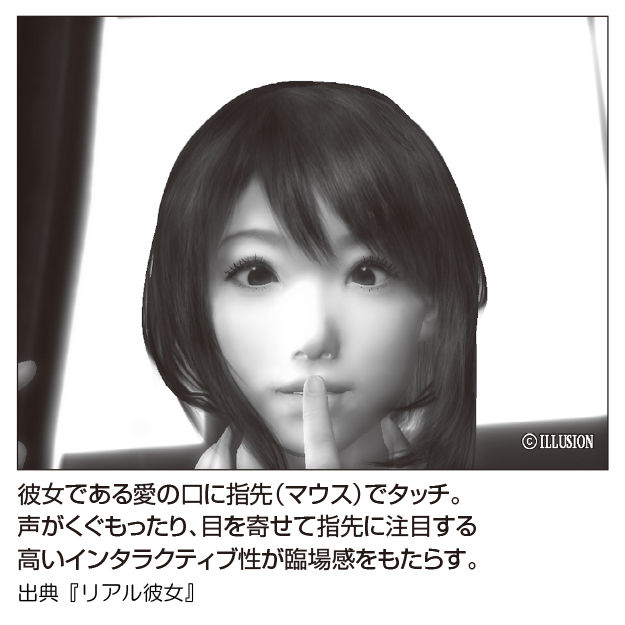 © ILLUSION
彼女である愛の口に指先(マウス)でタッチ。
声がくぐもったり、目を寄せて指先に注目する
高いインタラクティブ性が臨場感をもたらす。
出典『リアル彼女』